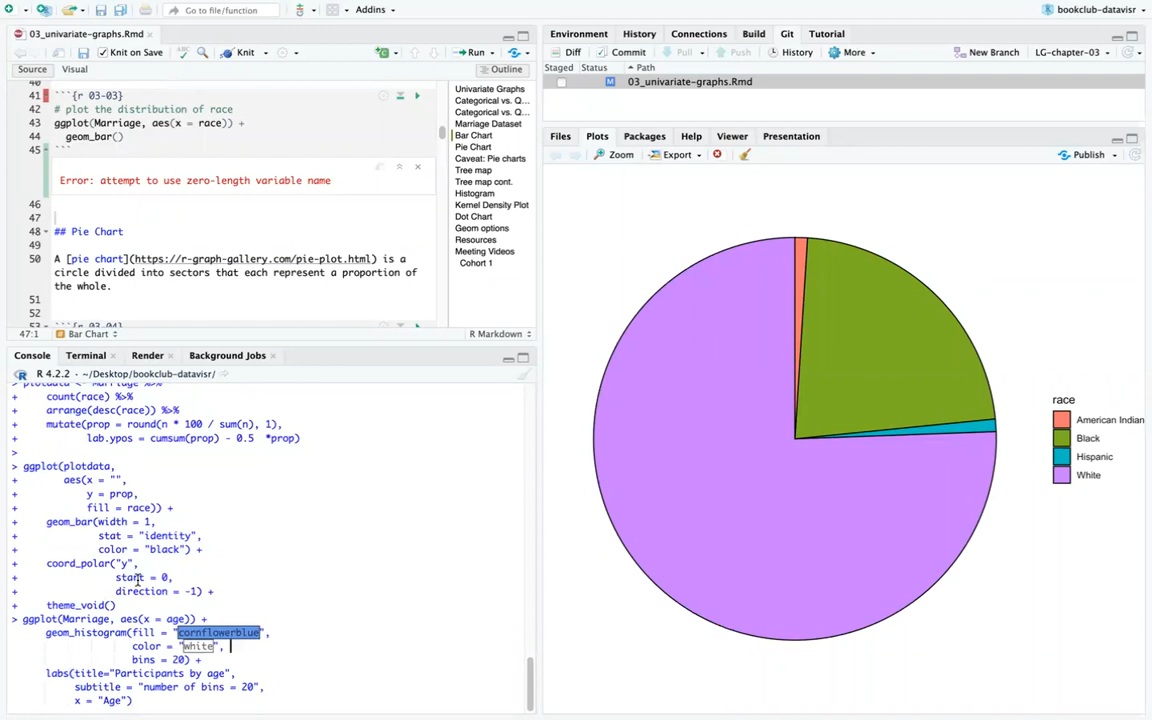 Go to file/function
Addins
bookclub-datavisr
03_univariate-graphs.Rmd
Knit on Save
Knit
Run
Source
Visual
Outline
40
41 ```{r 03-03}
42 # plot the distribution of race
43 ggplot(Marriage, aes(x = race)) +
44 geom_bar()
45 ```
Error: attempt to use zero-length variable name
46
47
48 ## Pie Chart
49
50 A [pie chart](https://r-graph-gallery.com/pie-plot.html) is a
circle divided into sectors that each represent a proportion of
the whole.
51
52
53 ```{r 03-04}
47:1
Bar Chart
R Markdown
Univariate Graphs
Categorical vs. Q...
Categorical vs. Q...
Marriage Dataset
Bar Chart
Pie Chart
Caveat: Pie charts
Tree map
Tree map cont.
Histogram
Kernel Density Plot
Dot Chart
Geom options
Resources
Meeting Videos
Cohort 1
Console
Terminal
Render
Background Jobs
R 4.2.2 · ~/Desktop/bookclub-datavisr/
> plotdata <- Marriage %>%
+ count(race) %>%
+ arrange(desc(race)) %>%
+ mutate(prop = round(n * 100 / sum(n), 1),
+ lab.ypos = cumsum(prop) - 0.5 *prop)
>
> ggplot(plotdata,
+ aes(x = "",
+ y = prop,
+ fill = race)) +
+ geom_bar(width = 1,
+ stat = "identity",
+ color = "black") +
+ coord_polar("y",
+ start = 0,
+ direction = -1) +
+ theme_void()
> ggplot(Marriage, aes(x = age)) +
geom_histogram(fill = "cornflowerblue",
color = "white",
bins = 20) +
labs(title="Participants by age",
subtitle = "number of bins = 20",
x = "Age")
Environment
History
Connections
Build
Git
Tutorial
Diff
Commit
Pull
Push
History
More
New Branch
LG-chapter-03
Staged
Status
Path
M
03_univariate-graphs.Rmd
Files
Plots
Packages
Help
Viewer
Presentation
Zoom
Export
Publish
race
American Indian
Black
Hispanic
White